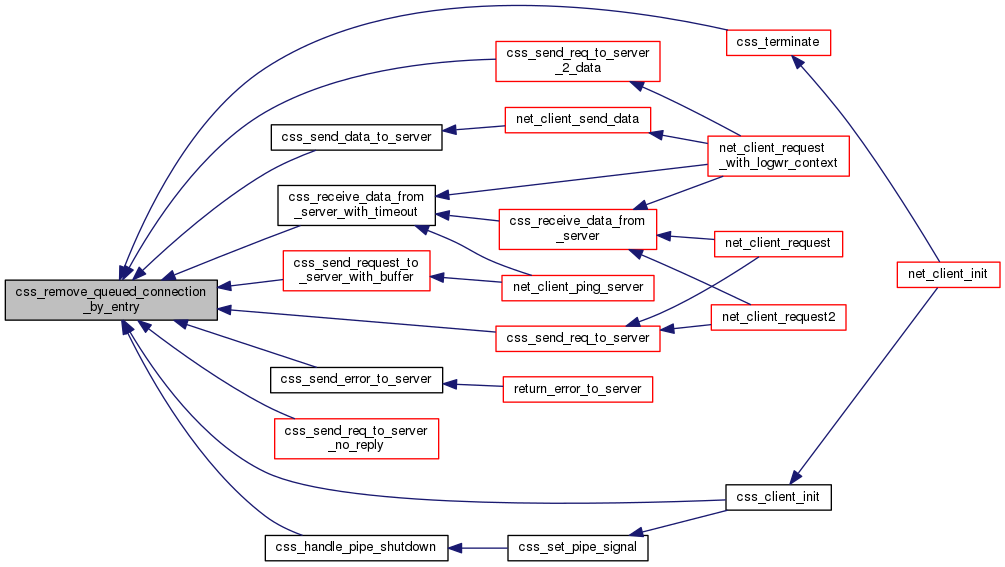 css_terminate
css_send_req_to_server
_2_data
net_client_send_data
css_send_data_to_server
net_client_request
_with_logwr_context
css_receive_data_from
_server_with_timeout
css_receive_data_from
_server
net_client_request
css_send_request_to
_server_with_buffer
net_client_init
net_client_ping_server
css_remove_queued_connection
_by_entry
net_client_request2
css_send_req_to_server
css_send_error_to_server
return_error_to_server
css_send_req_to_server
_no_reply
css_client_init
css_handle_pipe_shutdown
css_set_pipe_signal